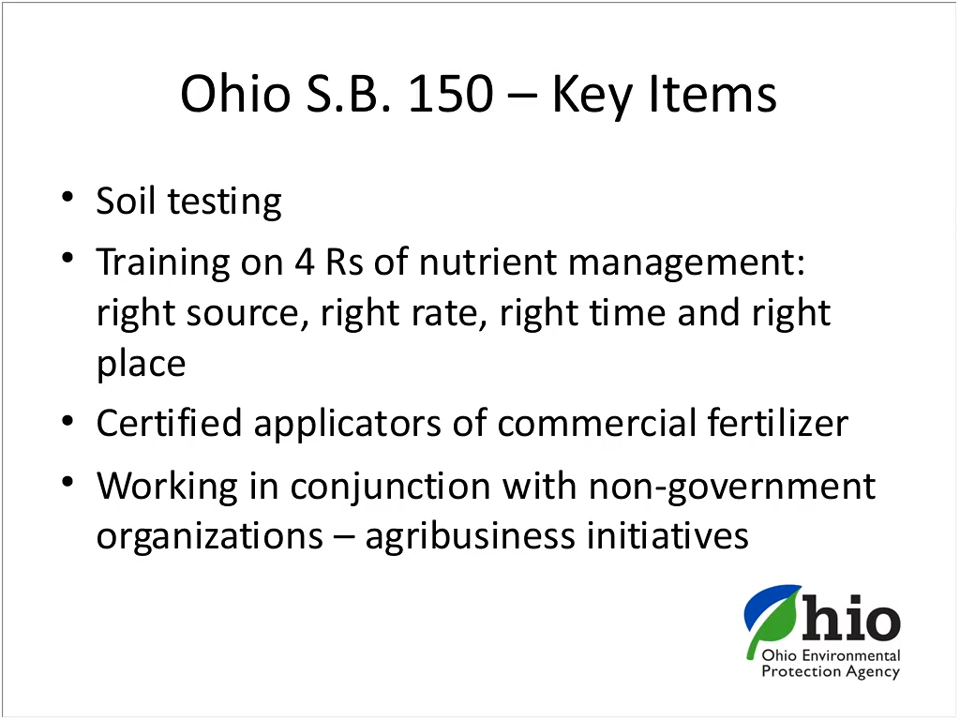 Ohio S.B. 150 – Key Items
• Soil testing
• Training on 4 Rs of nutrient management:
right source, right rate, right time and right
place
• Certified applicators of commercial fertilizer
• Working in conjunction with non-government
organizations – agribusiness initiatives
Ohio
Ohio Environmental
Protection Agency